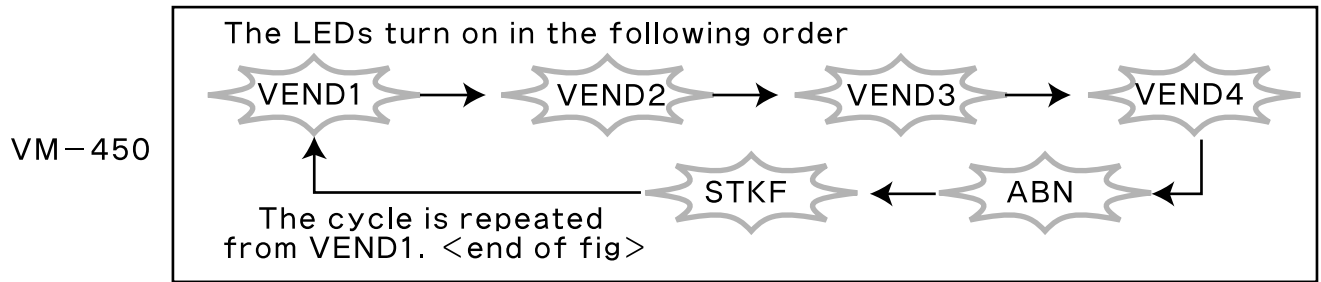 The LEDs turn on in the following order
VEND1 VEND2 VEND3 VEND4
VM-450
STKF ABN
The cycle is repeated
from VEND1. <end of fig>